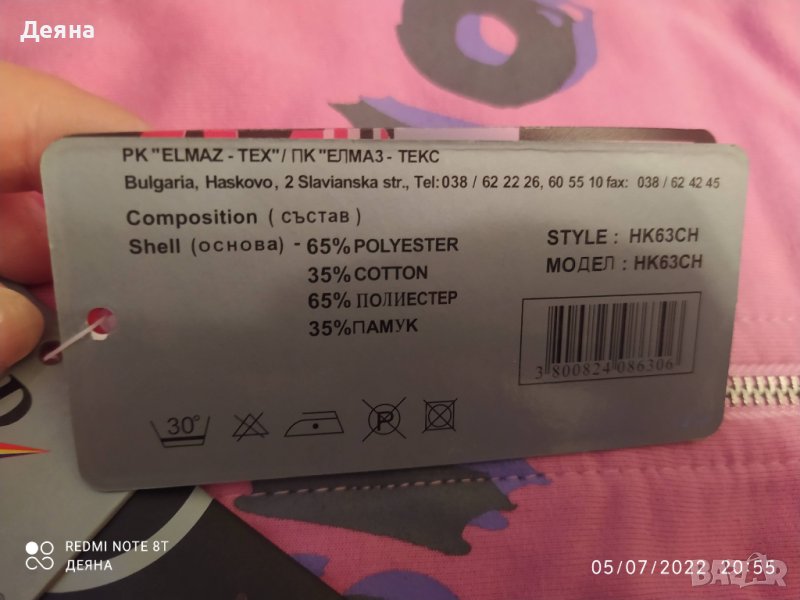 Деяна
PK "ELMAZ - TEX" / ПК "ЕЛМАЗ - ТЕКС
Bulgaria, Haskovo, 2 Slavianska str., Tel: 038 / 62 22 26, 60 55 10 fax: 038 / 62 42 45
Composition ( състав )
Shell (основа) - 65% POLYESTER
35% COTTON
65% ПОЛИЕСТЕР
35% ПАМУК
STYLE : HK63CH
МОДЕЛ : HK63CH
3 800824 086306
30°
P
REDMI NOTE 8T
ДЕЯНА
05/07/2022 20:55
BAZAR